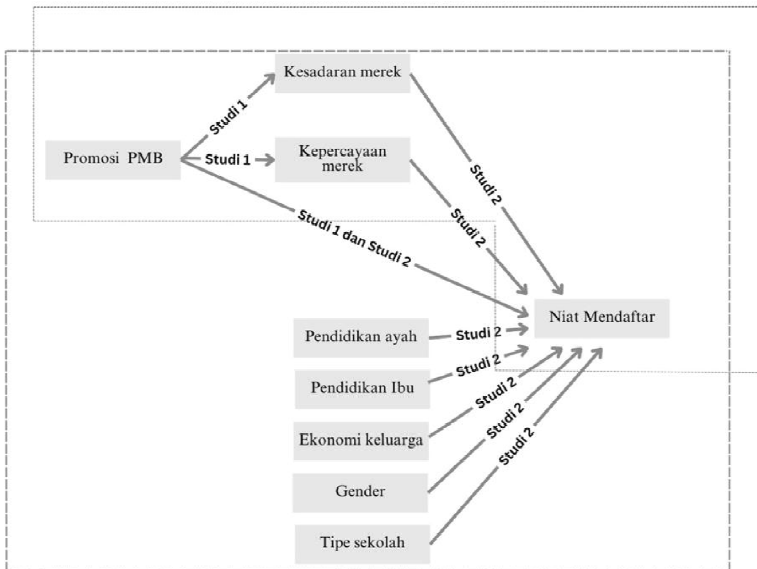 Kesadaran merek
Studi 1
Promosi PMB
Studi 1
Kepercayaan
merek
Studi 2
Studi 2
Studi 1 dan Studi 2
Niat Mendaftar
Pendidikan ayah
Studi 2
Pendidikan Ibu
Studi 2
Studi 2
Ekonomi keluarga
Studi 2
Gender
Studi 2
Tipe sekolah